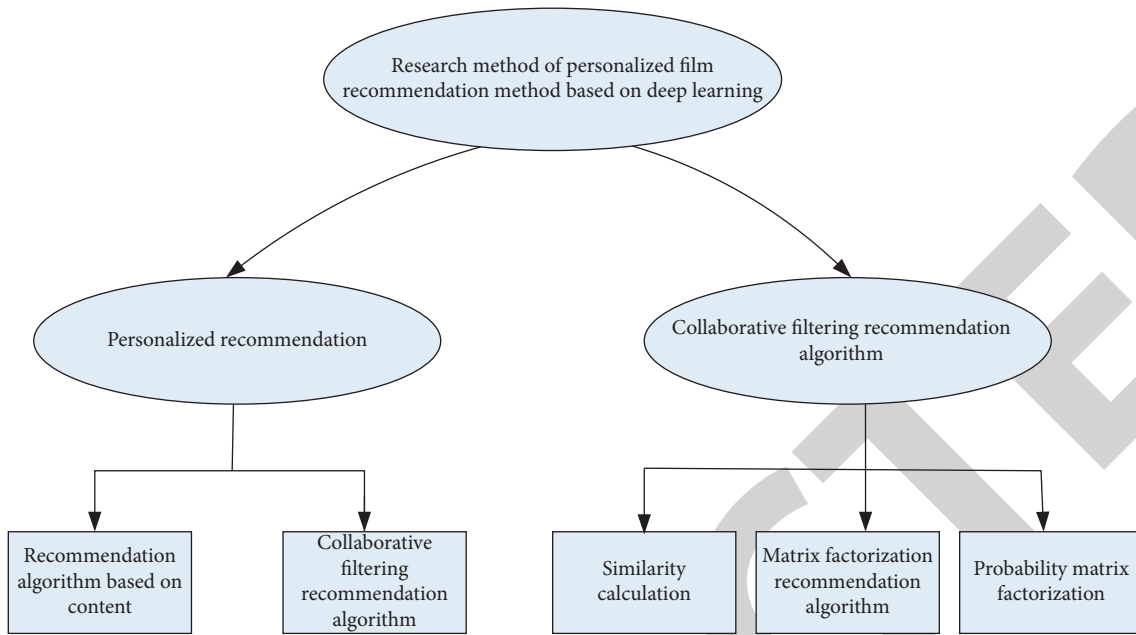 Research method of personalized film
recommendation method based on deep learning
Personalized recommendation
Collaborative filtering recommendation
algorithm
Recommendation
algorithm based on
content
Collaborative
filtering
recommendation
algorithm
Similarity
calculation
Matrix factorization
recommendation
algorithm
Probability matrix
factorization